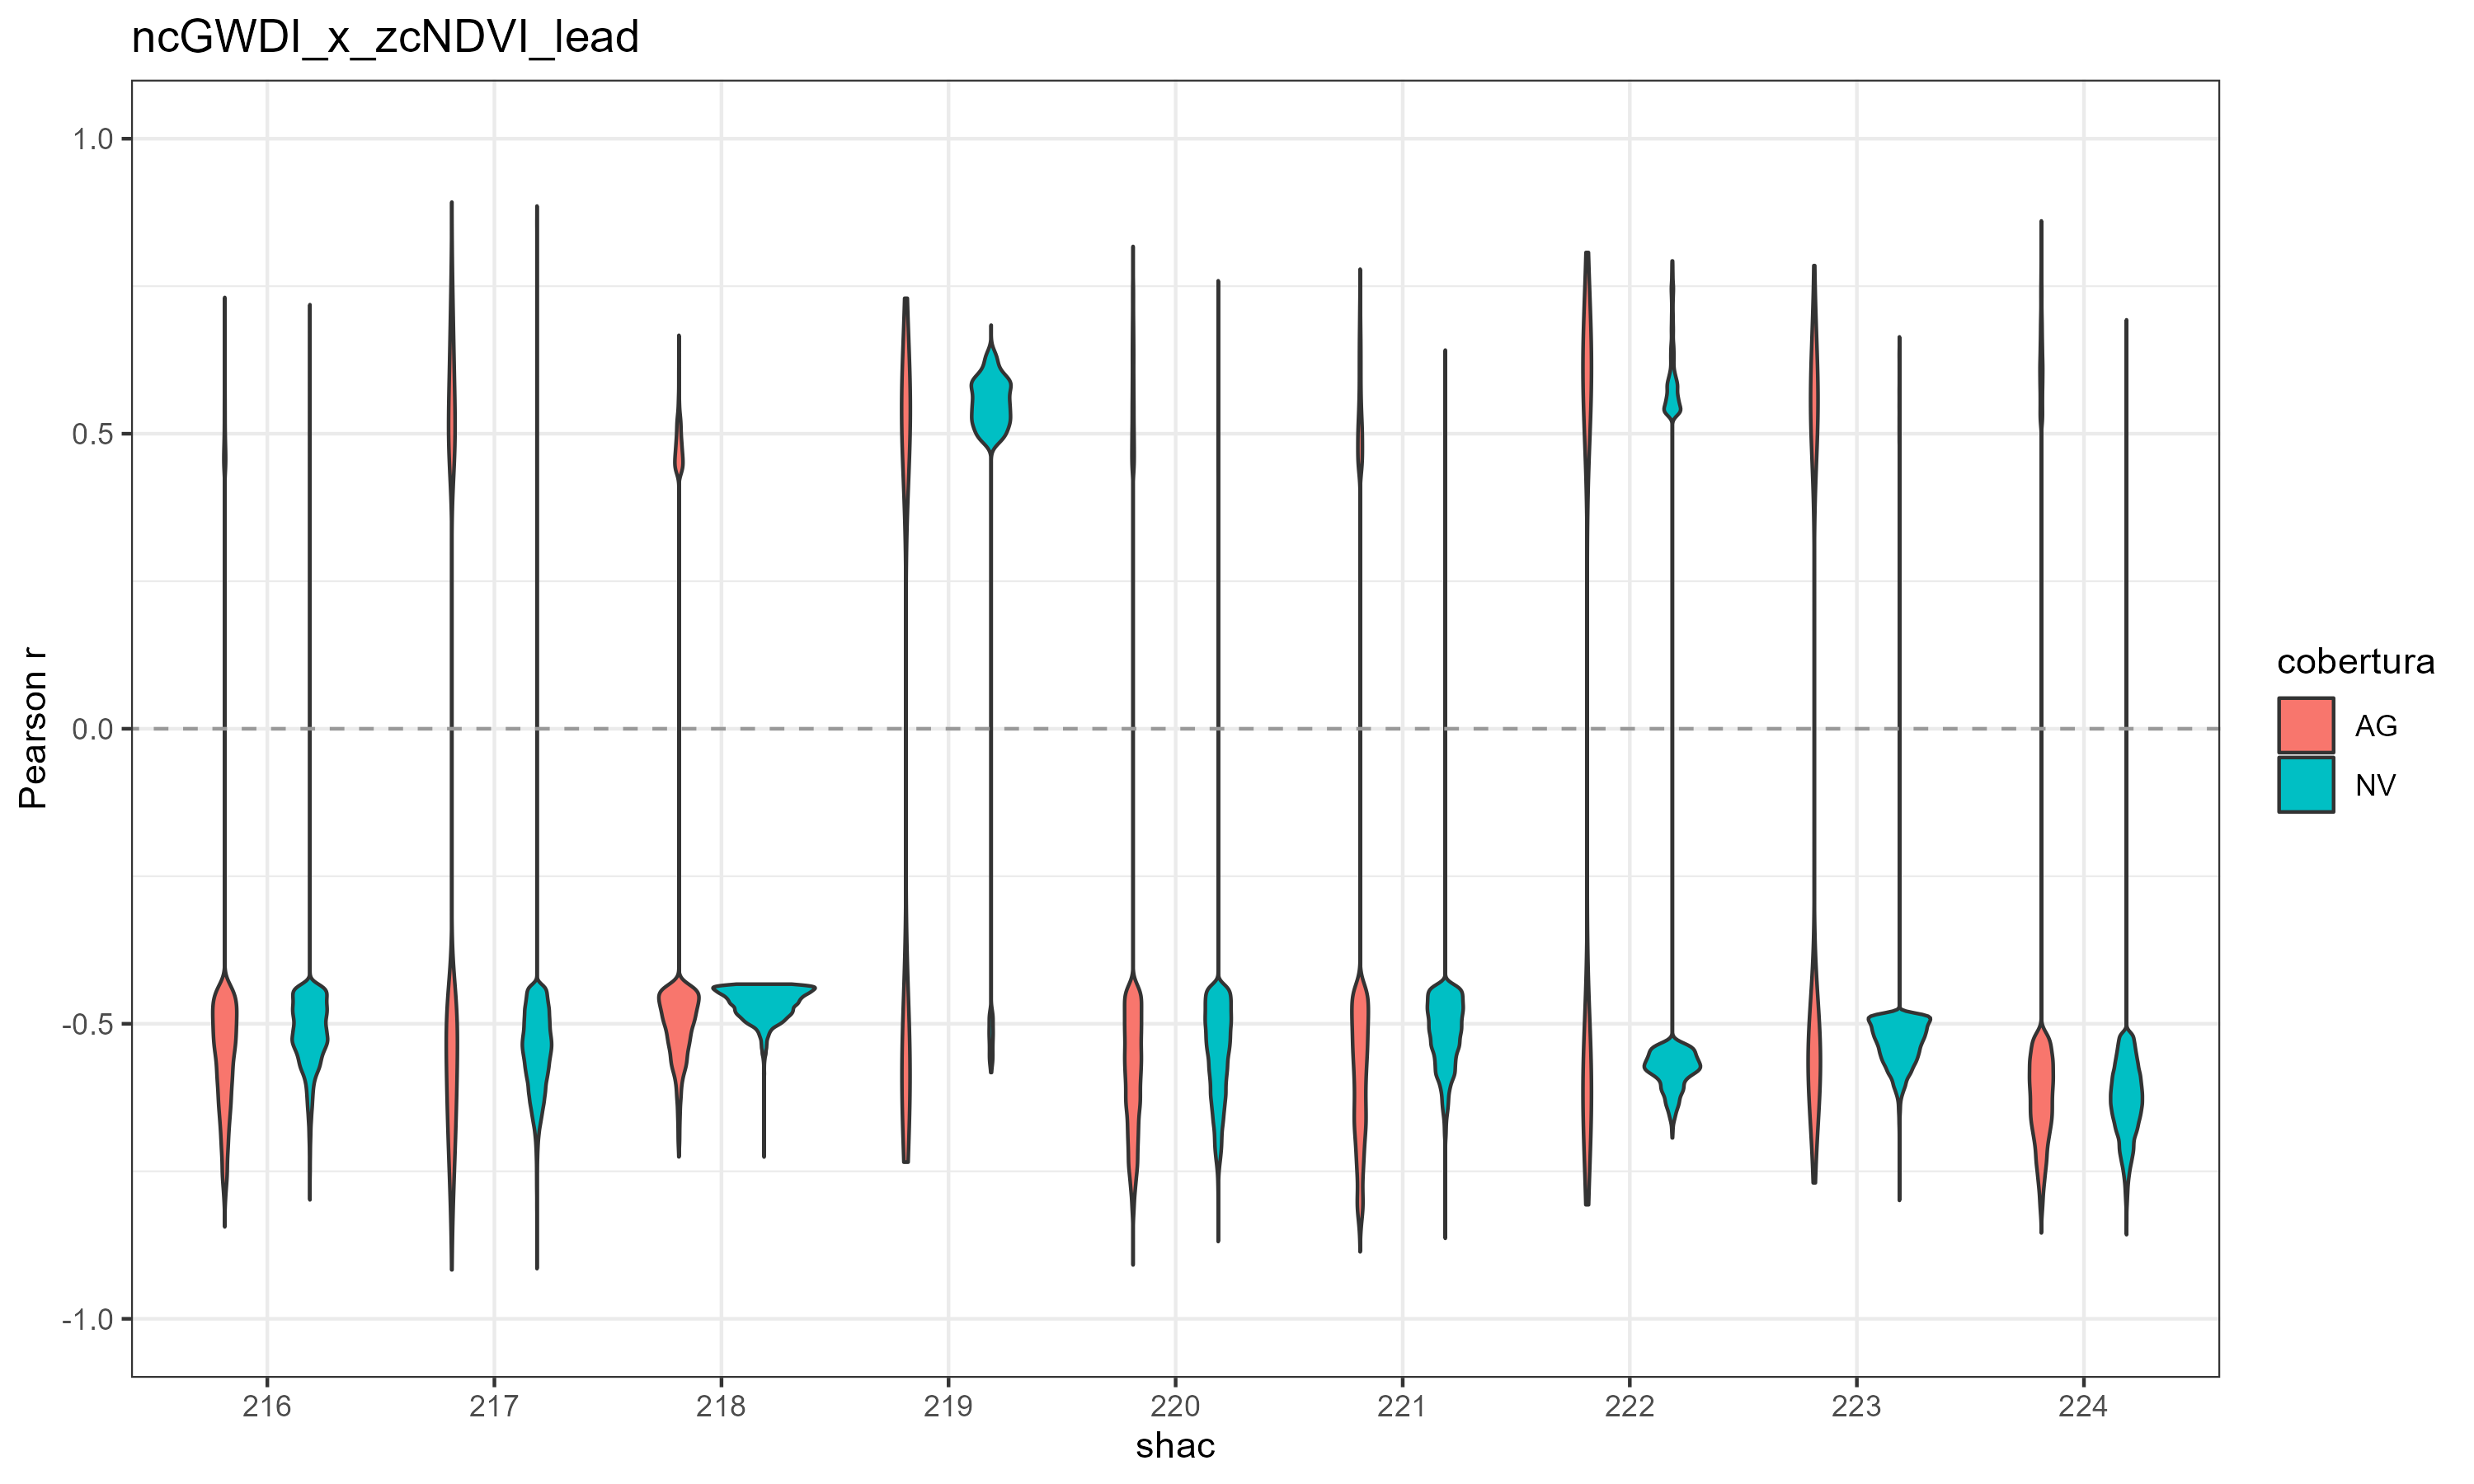 ncGWDI_x_zcNDVI_lead
1.0
0.5
0.0
-0.5
-1.0
Pearson r
216 217 218 219 220 221 222 223 224
shac
cobertura
AG
NV